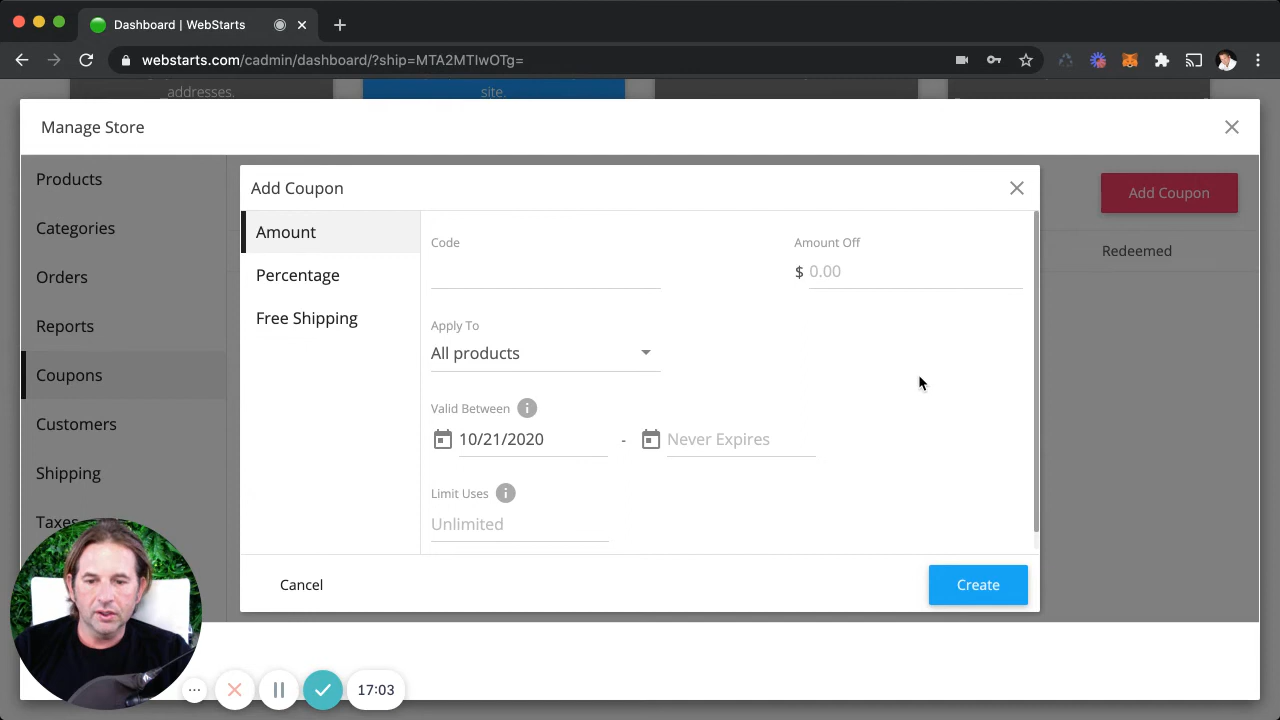 Dashboard | WebStarts
webstarts.com/cadmin/dashboard/?ship=MTA2MTIwOTg=
addresses.
site.
Manage Store
Products
Categories
Orders
Reports
Coupons
Customers
Shipping
Taxes
Add Coupon
Redeemed
Add Coupon
Amount
Percentage
Free Shipping
Code
Amount Off
$ 0.00
Apply To
All products
Valid Between
10/21/2020 - Never Expires
Limit Uses
Unlimited
Cancel
Create
17:03